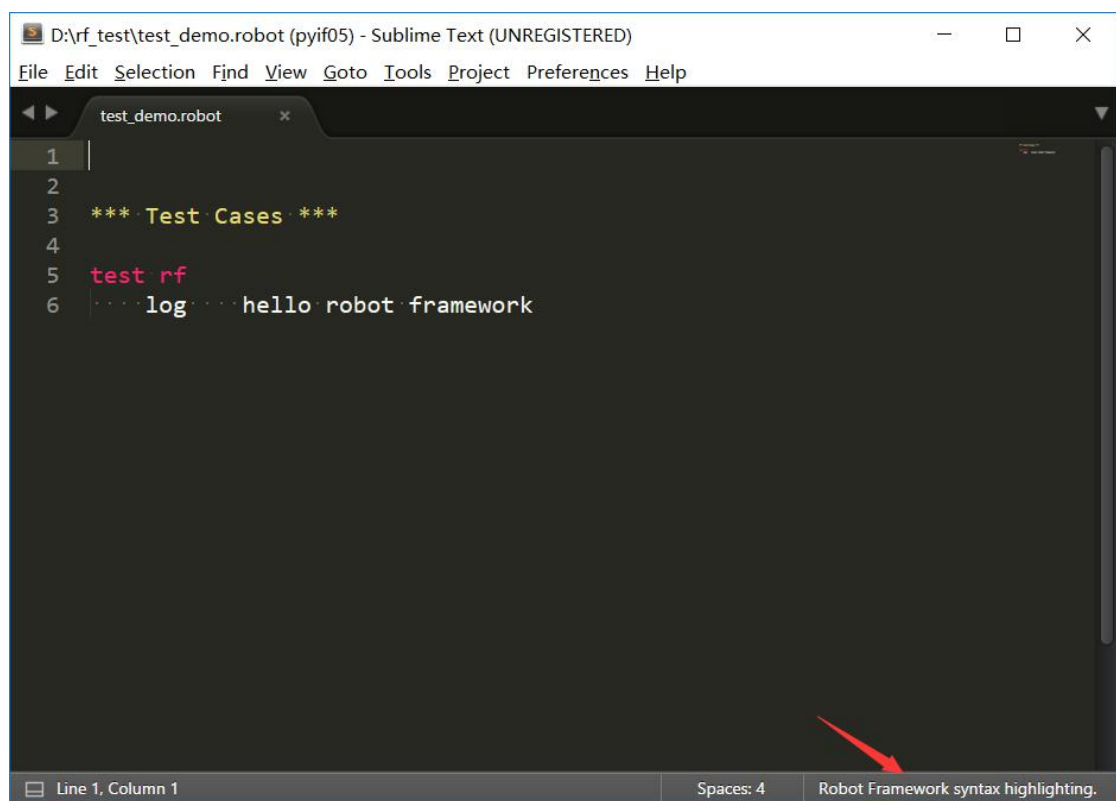 D:\rf_test\test_demo.robot (pyif05) - Sublime Text (UNREGISTERED)
File Edit Selection Find View Goto Tools Project Preferences Help
test_demo.robot
1
2
3 *** Test Cases ***
4
5 test rf
6     log    hello robot framework
Line 1, Column 1 Spaces: 4 Robot Framework syntax highlighting.